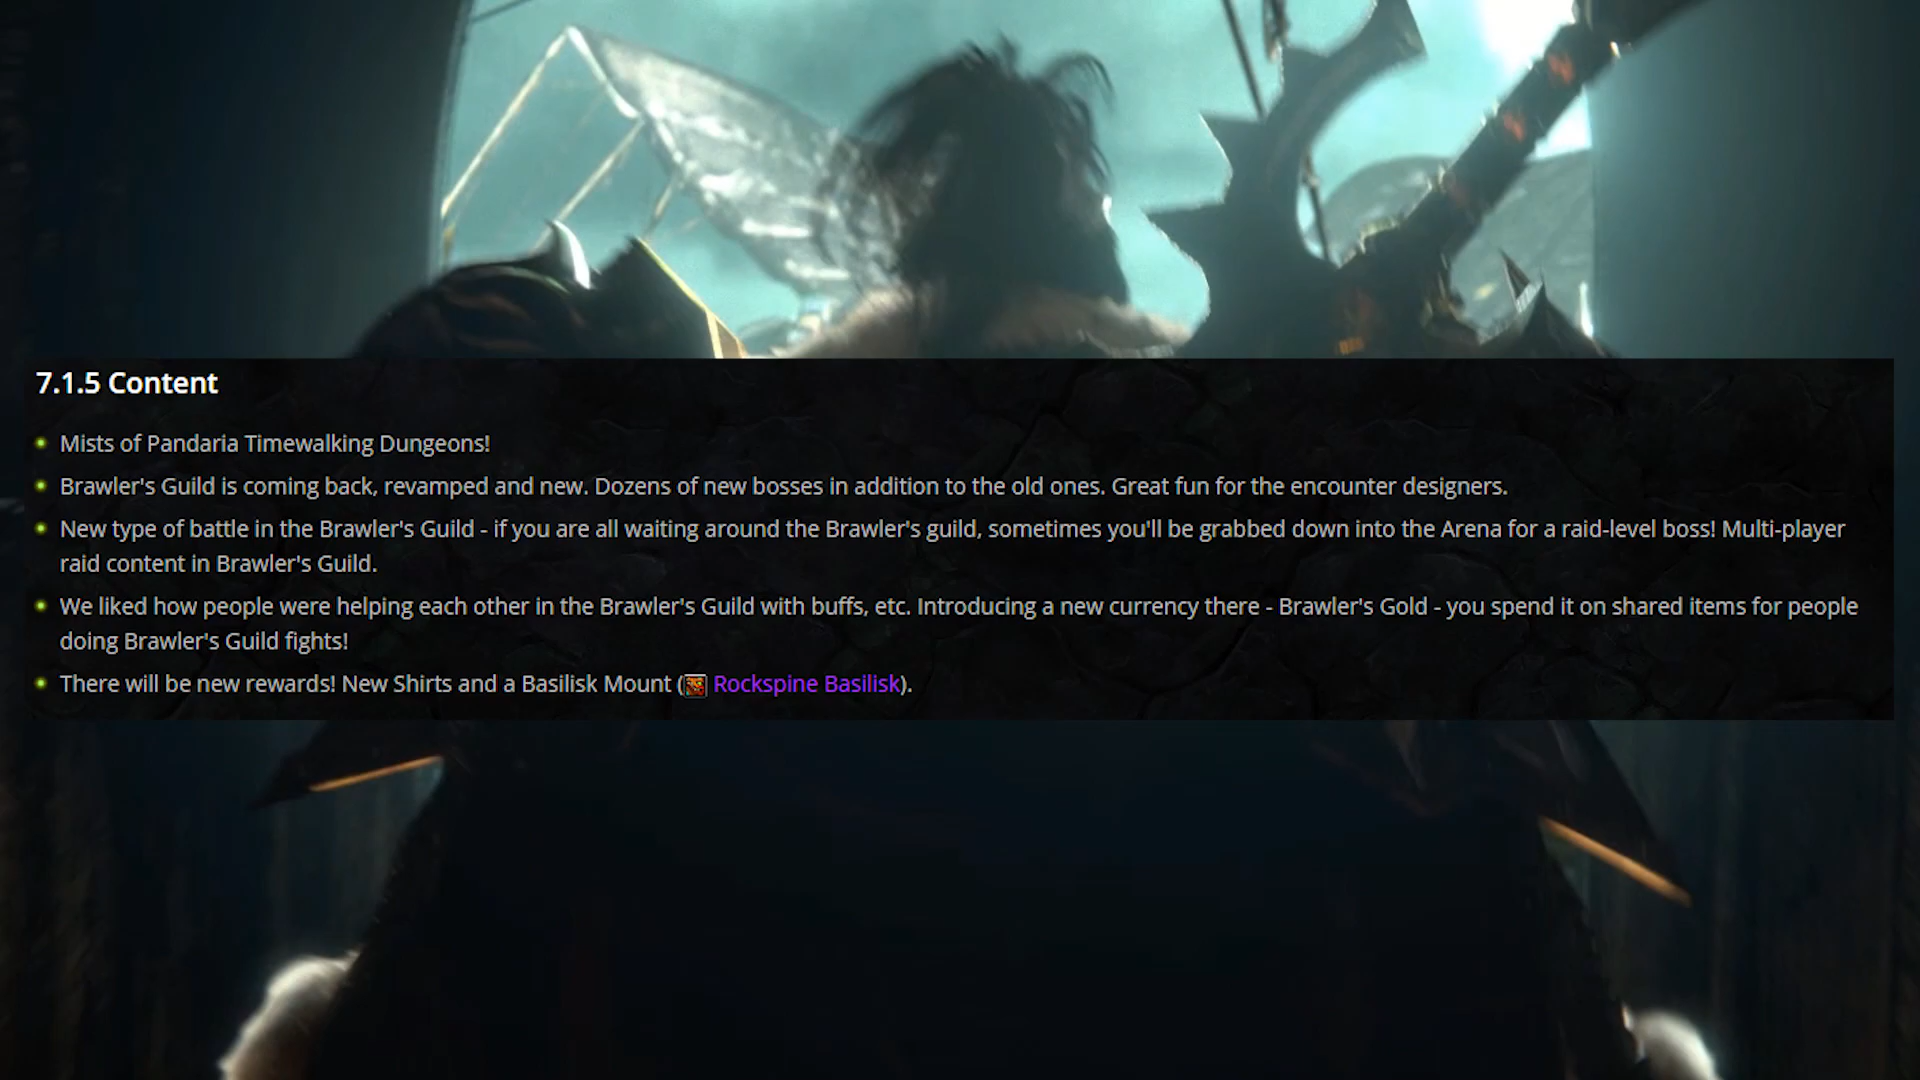 7.1.5 Content
Mists of Pandaria Timewalking Dungeons!
Brawler's Guild is coming back, revamped and new. Dozens of new bosses in addition to the old ones. Great fun for the encounter designers.
New type of battle in the Brawler's Guild - if you are all waiting around the Brawler's guild, sometimes you'll be grabbed down into the Arena for a raid-level boss! Multi-player
raid content in Brawler's Guild.
We liked how people were helping each other in the Brawler's Guild with buffs, etc. Introducing a new currency there - Brawler's Gold - you spend it on shared items for people
doing Brawler's Guild fights!
There will be new rewards! New Shirts and a Basilisk Mount (Rockspine Basilisk).